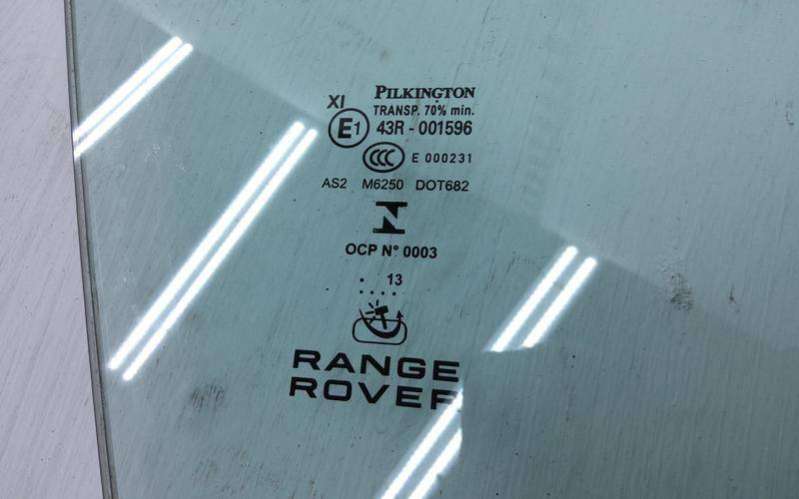 PILKINGTON
TRANSP. 70% min.
XI
E1 43R - 001596
CCC E 000231
AS2 M6250 DOT682
OCP N° 0003
. 13
.....
RANGE
ROVER